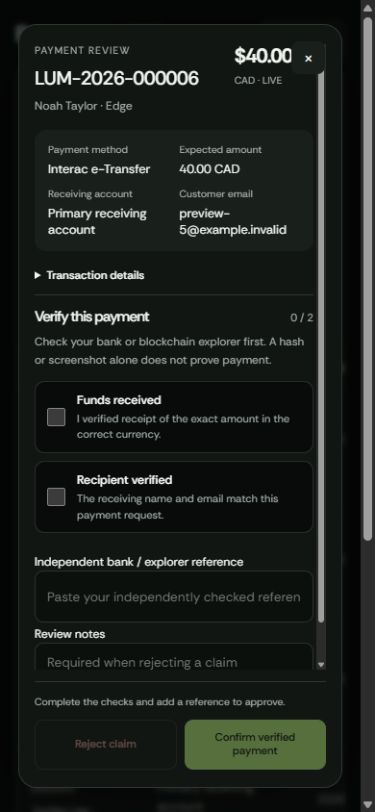 PAYMENT REVIEW
$40.00
×
LUM-2026-000006
CAD · LIVE
Noah Taylor · Edge
Payment method
Expected amount
Interac e-Transfer
40.00 CAD
Receiving account
Customer email
Primary receiving
account
preview-
5@example.invalid
Transaction details
Verify this payment
0 / 2
Check your bank or blockchain explorer first. A hash
or screenshot alone does not prove payment.
Funds received
I verified receipt of the exact amount in the
correct currency.
Recipient verified
The receiving name and email match this
payment request.
Independent bank / explorer reference
Paste your independently checked referen
Review notes
Required when rejecting a claim
Complete the checks and add a reference to approve.
Reject claim
Confirm verified
payment